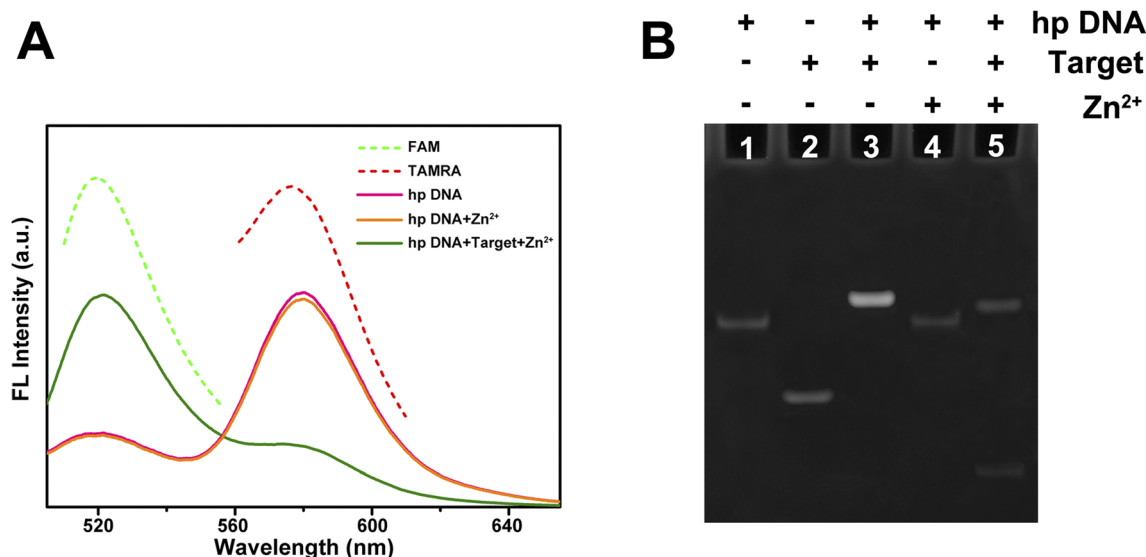 A
FL Intensity (a.u.)
FAM
TAMRA
hp DNA
hp DNA+Zn²⁺
hp DNA+Target+Zn²⁺
520 560 600 640
Wavelength (nm)
B
+ - + + + hp DNA
- + + - + Target
- - - + + Zn²⁺
1 2 3 4 5